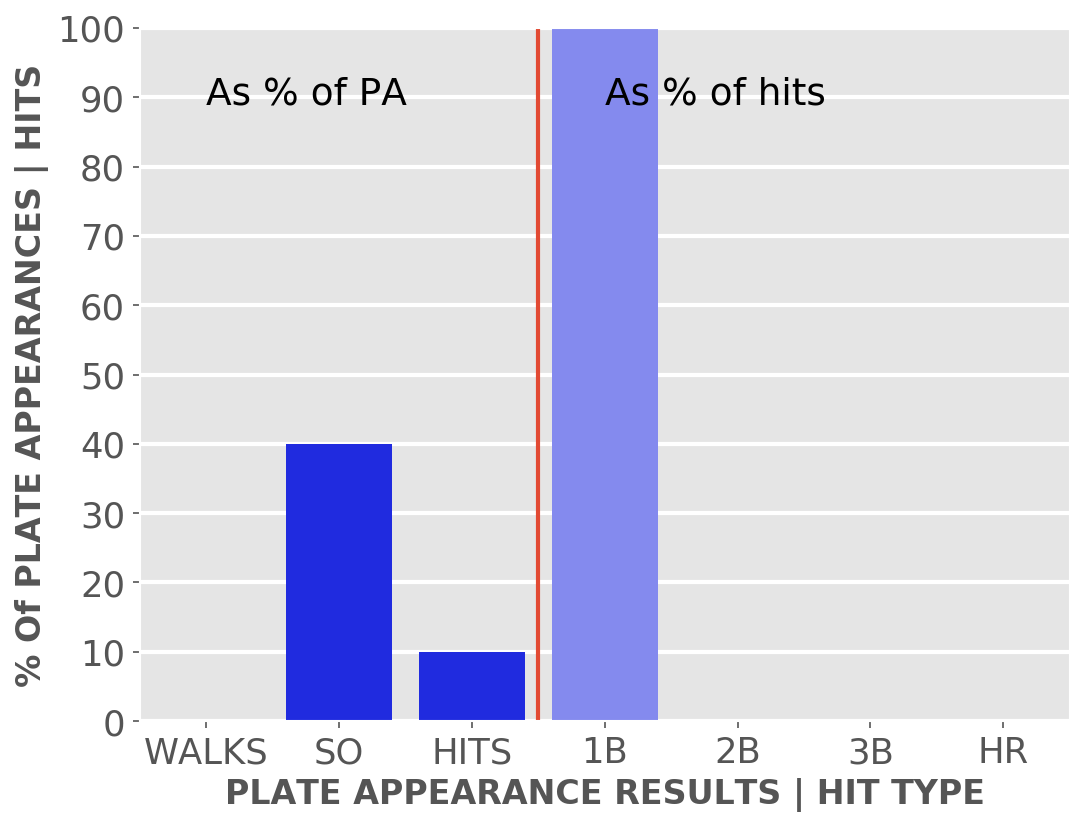 % Of PLATE APPEARANCES | HITS
100
90
80
70
60
50
40
30
20
10
0
As % of PA
As % of hits
WALKS SO HITS 1B 2B 3B HR
PLATE APPEARANCE RESULTS | HIT TYPE